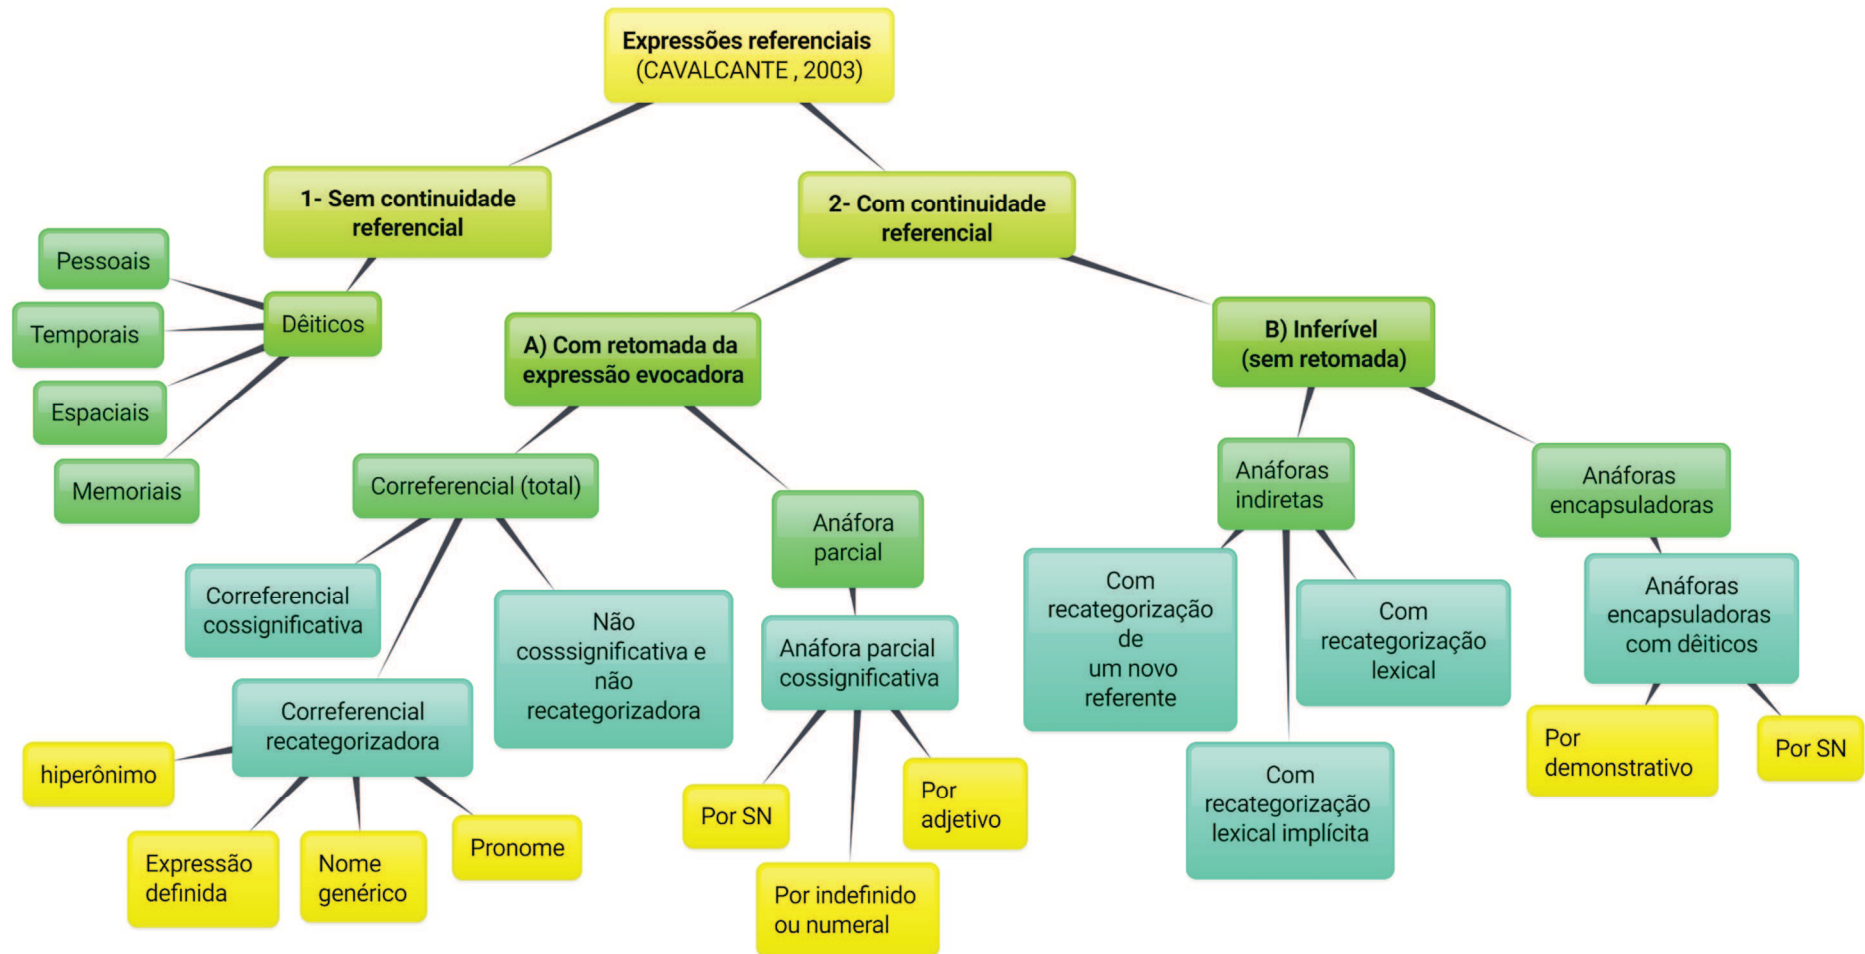 Expressões referenciais
(CAVALCANTE , 2003)
1- Sem continuidade
referencial
2- Com continuidade
referencial
Pessoais
Temporais
Espaciais
Memoriais
Dêiticos
A) Com retomada da
expressão evocadora
B) Inferível
(sem retomada)
Correferencial (total)
Anáfora
parcial
Anáforas
indiretas
Anáforas
encapsuladoras
Correferencial
cossignificativa
Não
cosssignificativa e
não
recategorizadora
Anáfora parcial
cossignificativa
Com
recategorização
de
um novo
referente
Com
recategorização
lexical
Anáforas
encapsuladoras
com dêiticos
Correferencial
recategorizadora
hiperônimo
Expressão
definida
Nome
genérico
Pronome
Por SN
Por indefinido
ou numeral
Por
adjetivo
Com
recategorização
lexical implícita
Por
demonstrativo
Por SN